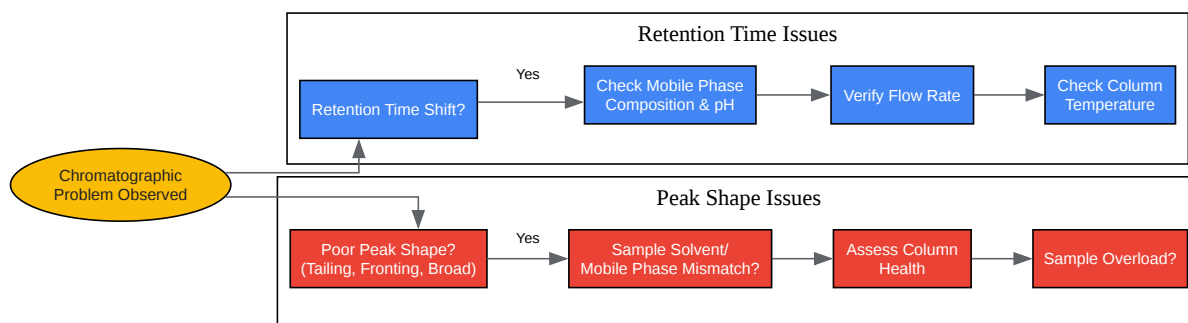 Retention Time Issues
Retention Time Shift?
Yes
Check Mobile Phase
Composition & pH
Verify Flow Rate
Check Column
Temperature
Chromatographic
Problem Observed
Peak Shape Issues
Poor Peak Shape?
(Tailing, Fronting, Broad)
Yes
Sample Solvent/
Mobile Phase Mismatch?
Assess Column
Health
Sample Overload?